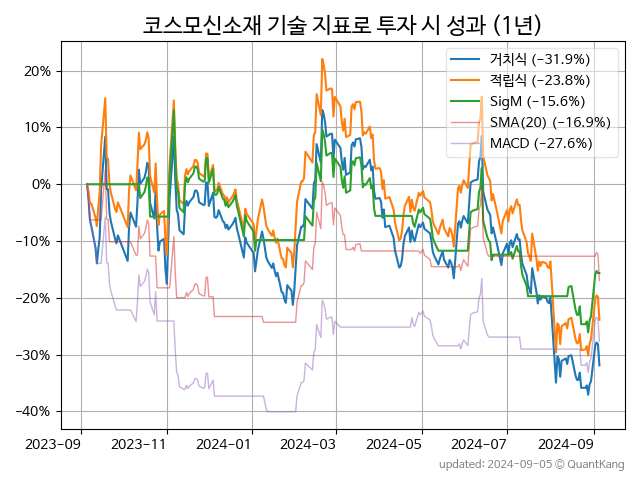 코스모신소재 기술 지표로 투자 시 성과 (1년)
거치식 (−31.9%)
적립식 (−23.8%)
SigM (−15.6%)
SMA(20) (−16.9%)
MACD (−27.6%)
20%
10%
0%
−10%
−20%
−30%
−40%
2023-09
2023-11
2024-01
2024-03
2024-05
2024-07
2024-09
updated: 2024-09-05 © QuantKang